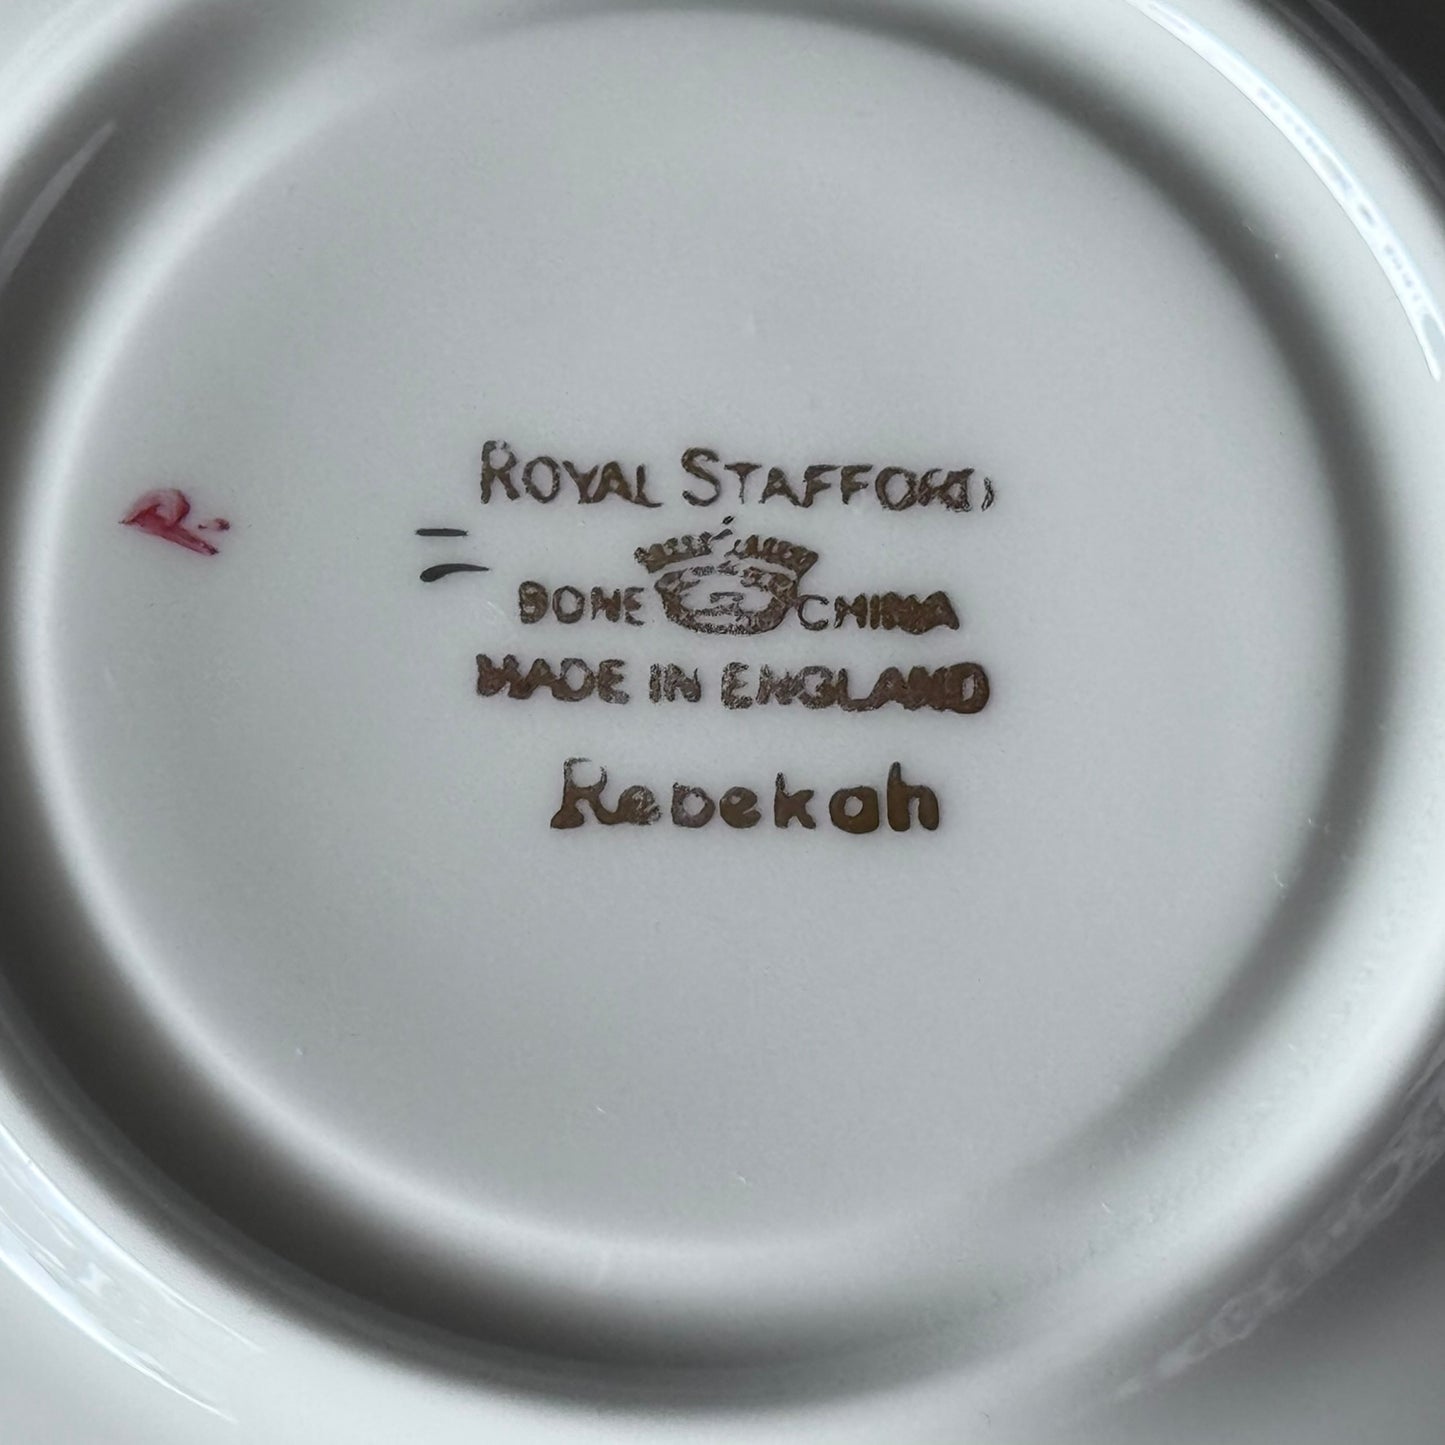 ROYAL STAFFORD
BONE CHINA
MADE IN ENGLAND
Rebekah